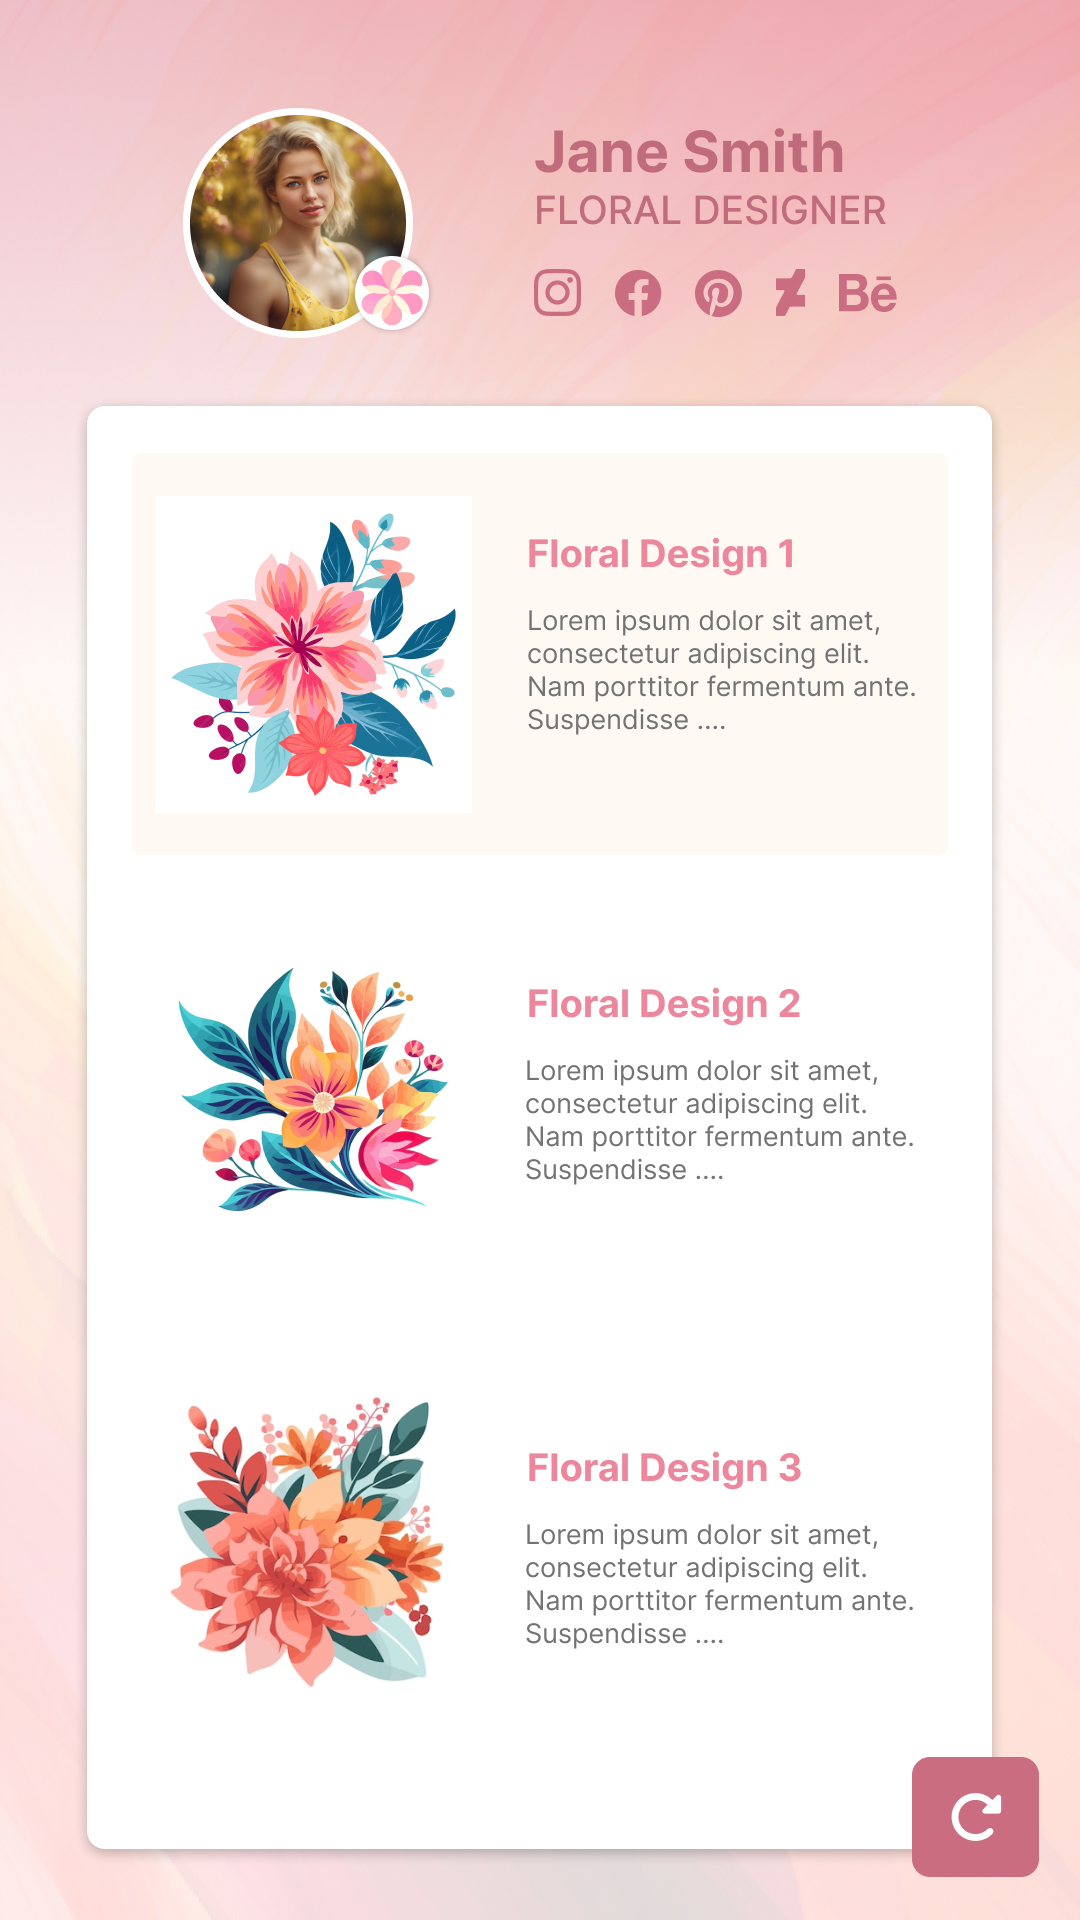 Jane Smith
FLORAL DESIGNER
Bē
Floral Design 1
Lorem ipsum dolor sit amet,
consectetur adipiscing elit.
Nam porttitor fermentum ante.
Suspendisse ....
Floral Design 2
Lorem ipsum dolor sit amet,
consectetur adipiscing elit.
Nam porttitor fermentum ante.
Suspendisse ....
Floral Design 3
Lorem ipsum dolor sit amet,
consectetur adipiscing elit.
Nam porttitor fermentum ante.
Suspendisse ....